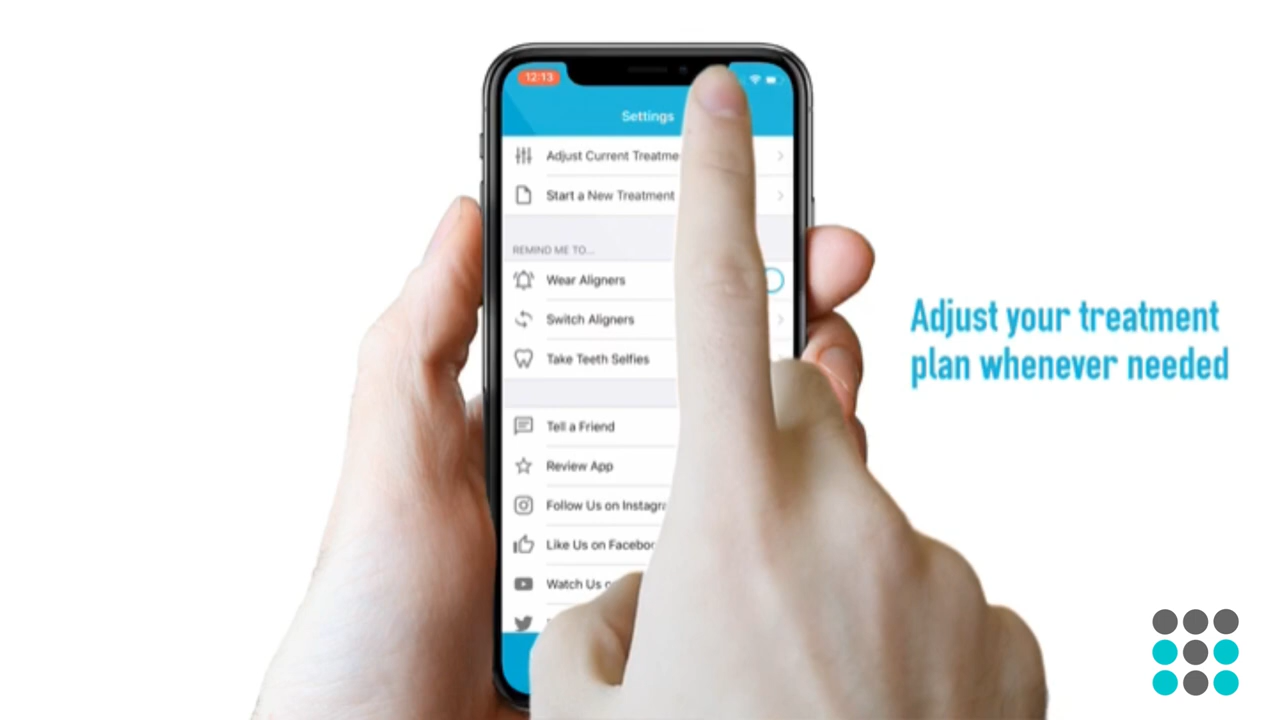 12:13
Settings
Adjust Current Treatme
Start a New Treatment
REMIND ME TO...
Wear Aligners
Switch Aligners
Take Teeth Selfies
Tell a Friend
Review App
Follow Us on Instagra
Like Us on Facebo
Watch Us o
Adjust your treatment
plan whenever needed